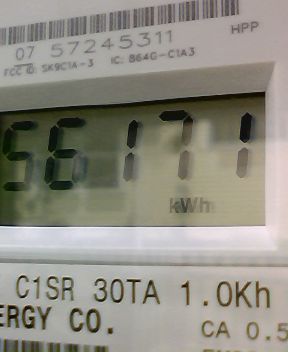 07 57245311
HPP
FCC ID: SK9C1A-3 IC: 864G-C1A3
56171
kWh
C1SR 30TA 1.0Kh
ERGY CO.
CA 0.5